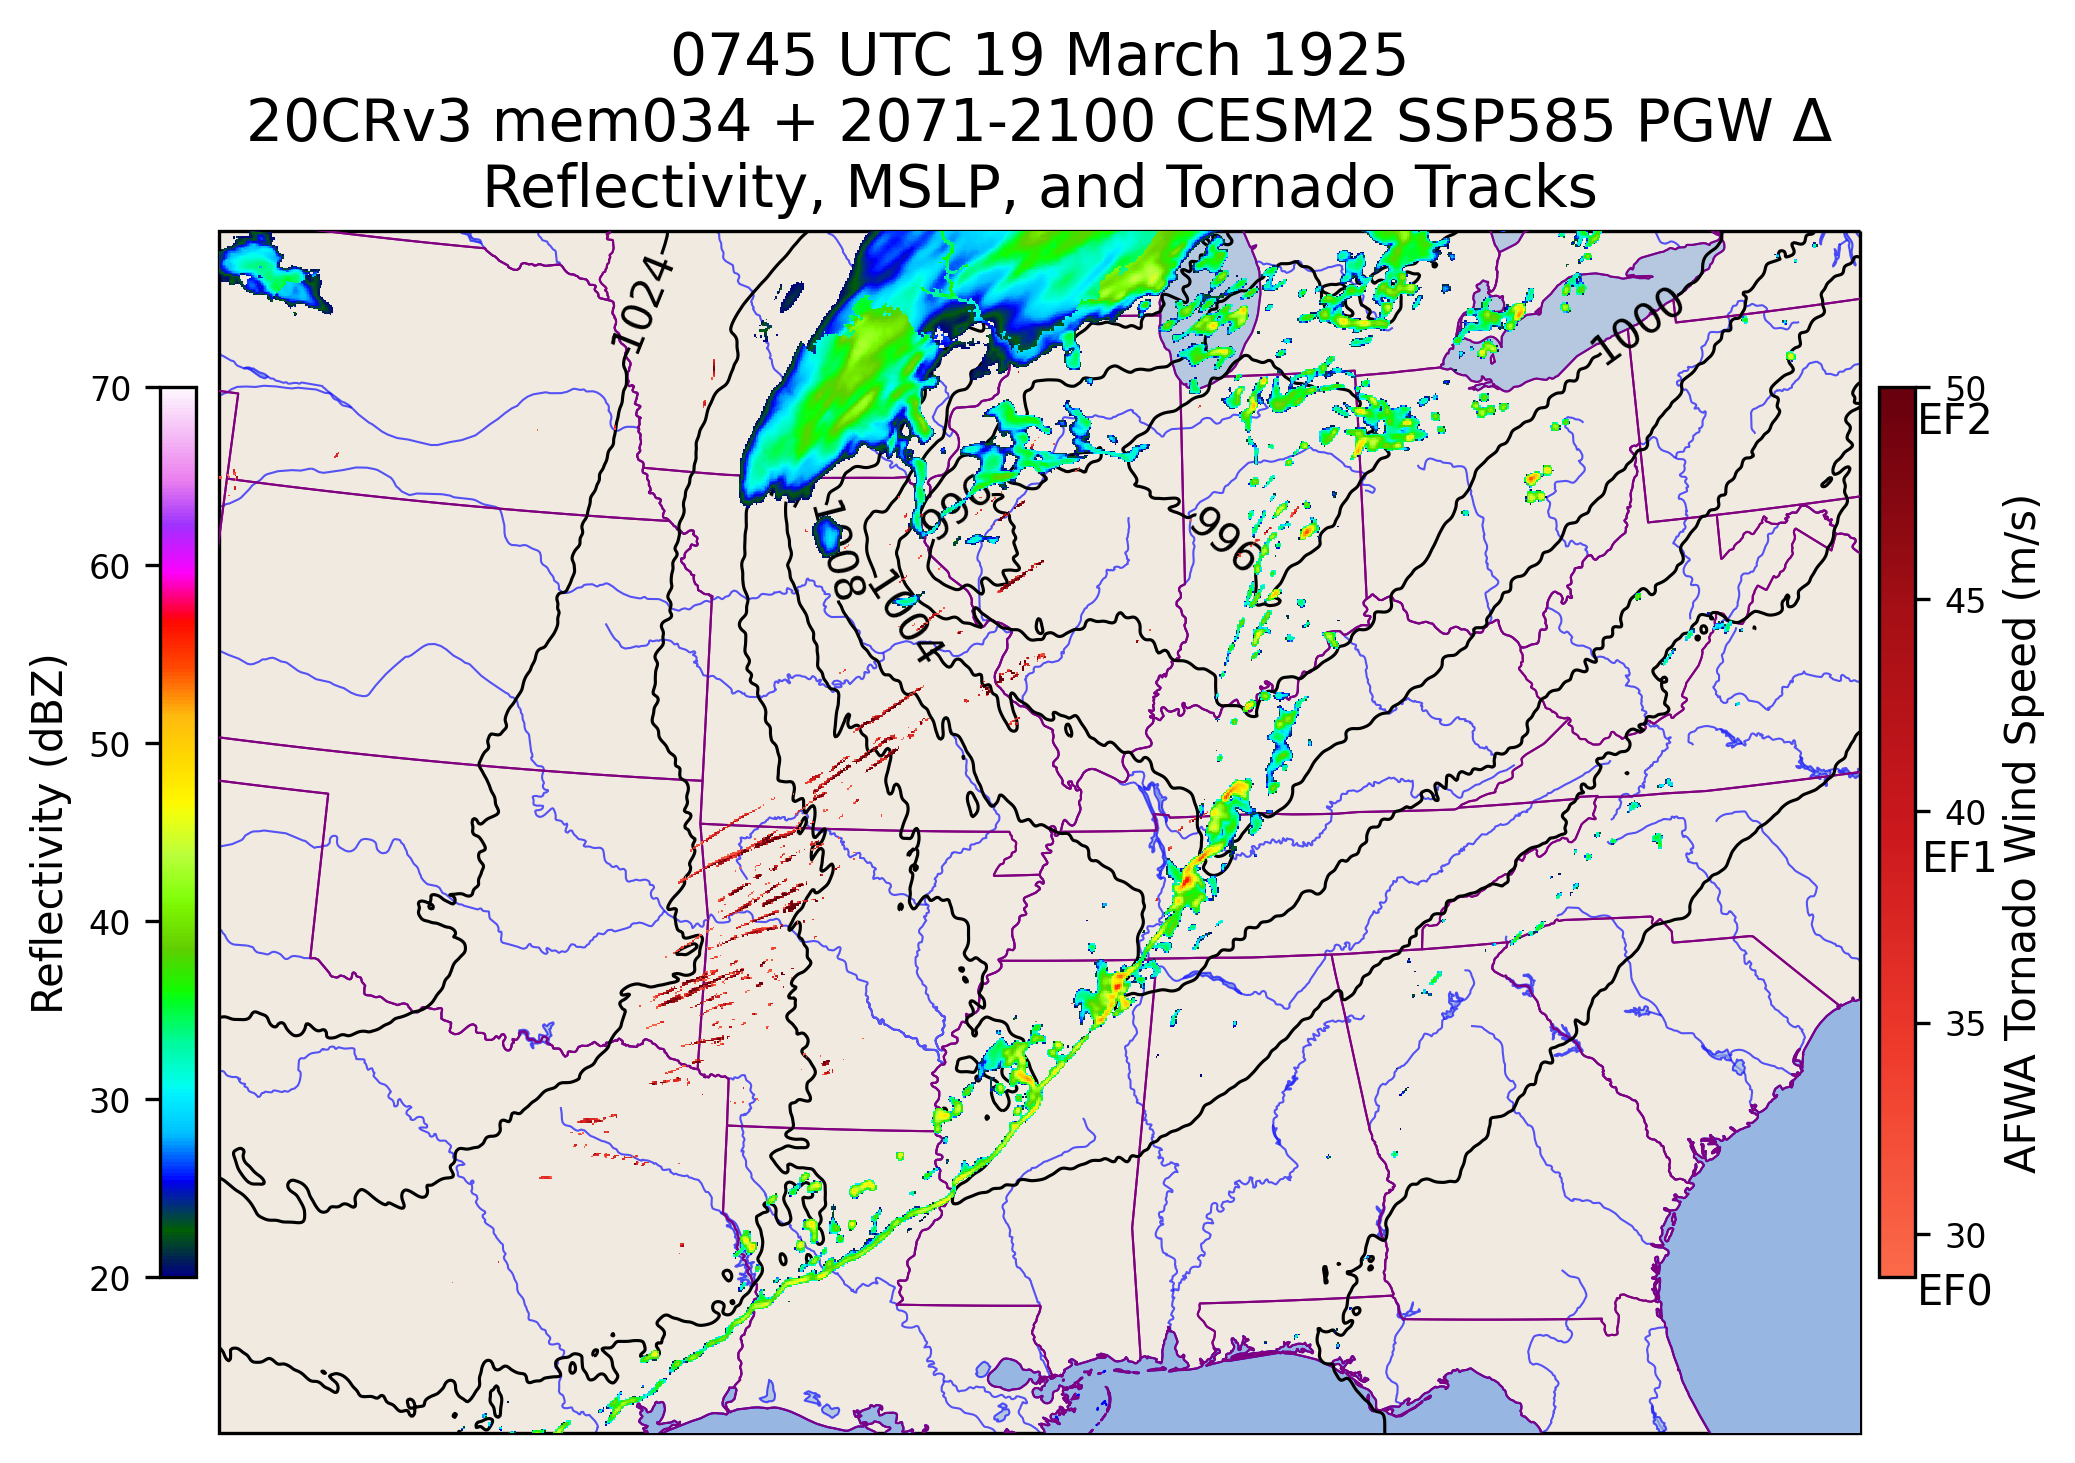 0745 UTC 19 March 1925
20CRv3 mem034 + 2071-2100 CESM2 SSP585 PGW Δ
Reflectivity, MSLP, and Tornado Tracks
70
60
50
40
30
20
Reflectivity (dBZ)
1024
1000
999
996
1008
1004
50
EF2
45
40
EF1
35
30
EF0
AFWA Tornado Wind Speed (m/s)